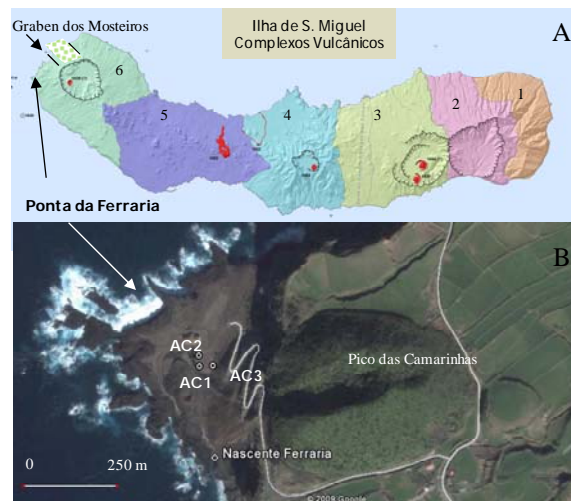 Graben dos Mosteiros
Ilha de S. Miguel
Complexos Vulcânicos
A
6
5
4
3
2
1
Ponta da Ferraria
B
AC2
AC1
AC3
Pico das Camarinhas
Nascente Ferraria
0 250 m
© 2009 Google